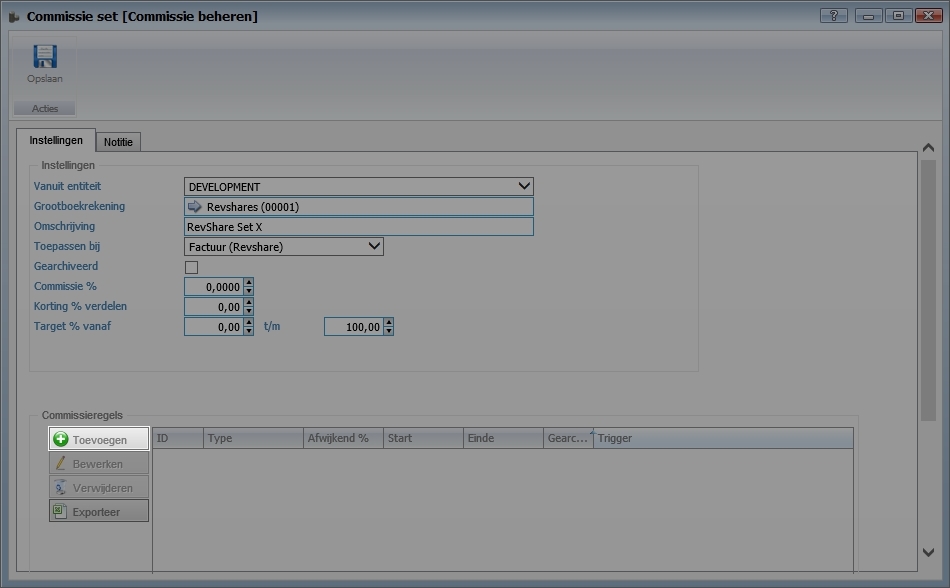 Commissie set [Commissie beheren]
?
Opslaan
Acties
Instellingen Notitie
Instellingen
Vanuit entiteit DEVELOPMENT
Grootboekrekening Revshares (00001)
Omschrijving RevShare Set X
Toepassen bij Factuur (Revshare)
Gearchiveerd
Commissie % 0,0000
Korting % verdelen 0,00
Target % vanaf 0,00 t/m 100,00
Commissieregels
Toevoegen ID Type Afwijkend % Start Einde Gearc... Trigger
Bewerken
Verwijderen
Exporteer